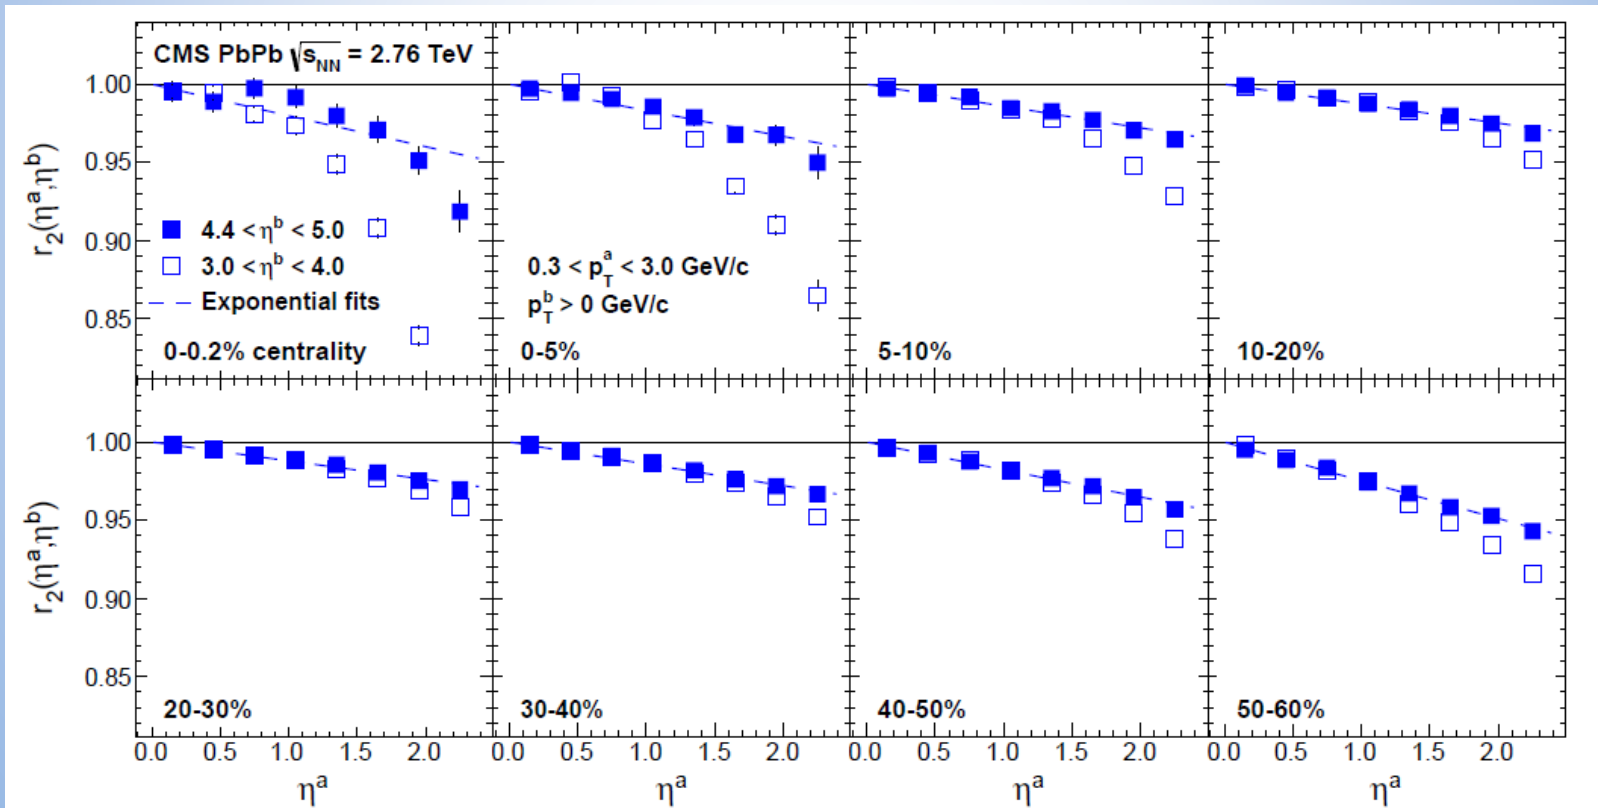 CMS PbPb √s_NN = 2.76 TeV
r₂(ηᵃ,ηᵇ)
1.00
0.95
0.90
0.85
4.4 < ηᵇ < 5.0
3.0 < ηᵇ < 4.0
Exponential fits
0-0.2% centrality
0.3 < p_T^a < 3.0 GeV/c
p_T^b > 0 GeV/c
0-5%
5-10%
10-20%
r₂(ηᵃ,ηᵇ)
1.00
0.95
0.90
0.85
20-30%
30-40%
40-50%
50-60%
0.0 0.5 1.0 1.5 2.0 0.0 0.5 1.0 1.5 2.0 0.0 0.5 1.0 1.5 2.0 0.0 0.5 1.0 1.5 2.0
ηᵃ ηᵃ ηᵃ ηᵃ